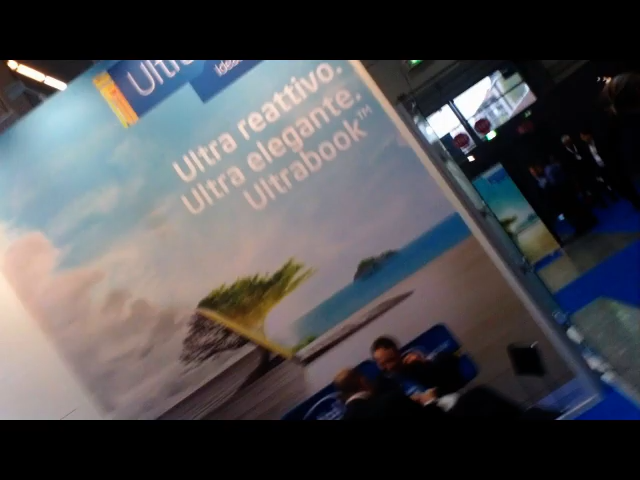 Ultra reattivo.
Ultra elegante.
Ultrabook™